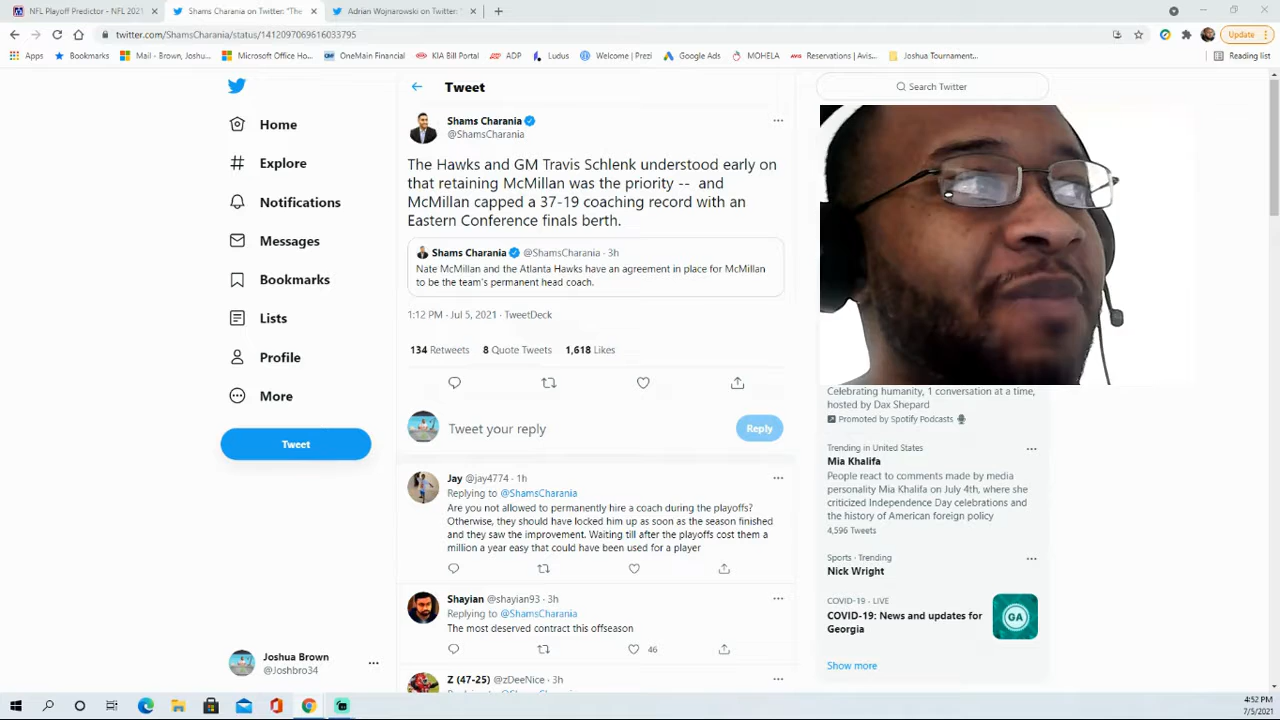 NFL Playoff Predictor - NFL 2021
Shams Charania on Twitter: "The
Adrian Wojnarowski on Twitter: "
twitter.com/ShamsCharania/status/1412097069616033795
Update
Apps
Bookmarks
Mail - Brown, Joshu...
Microsoft Office Ho...
OneMain Financial
KIA Bill Portal
ADP
Ludus
Welcome | Prezi
Google Ads
MOHELA
Reservations | Avis...
Joshua Tournament...
Reading list
Home
Explore
Notifications
Messages
Bookmarks
Lists
Profile
More
Tweet
Joshua Brown
@Joshbro34
Tweet
Shams Charania
@ShamsCharania
The Hawks and GM Travis Schlenk understood early on
that retaining McMillan was the priority -- and
McMillan capped a 37-19 coaching record with an
Eastern Conference finals berth.
Shams Charania @ShamsCharania · 3h
Nate McMillan and the Atlanta Hawks have an agreement in place for McMillan
to be the team's permanent head coach.
1:12 PM · Jul 5, 2021 · TweetDeck
134 Retweets 8 Quote Tweets 1,618 Likes
Tweet your reply
Reply
Jay @jay4774 · 1h
Replying to @ShamsCharania
Are you not allowed to permanently hire a coach during the playoffs?
Otherwise, they should have locked him up as soon as the season finished
and they saw the improvement. Waiting till after the playoffs cost them a
million a year easy that could have been used for a player
Shayian @shayian93 · 3h
Replying to @ShamsCharania
The most deserved contract this offseason
46
Z (47-25) @zDeeNice · 3h
Search Twitter
Celebrating humanity, 1 conversation at a time,
hosted by Dax Shepard
Promoted by Spotify Podcasts
Trending in United States
Mia Khalifa
People react to comments made by media
personality Mia Khalifa on July 4th, where she
criticized Independence Day celebrations and
the history of American foreign policy
4,596 Tweets
Sports · Trending
Nick Wright
COVID-19 · LIVE
COVID-19: News and updates for
Georgia
GA
Show more
4:52 PM
7/5/2021